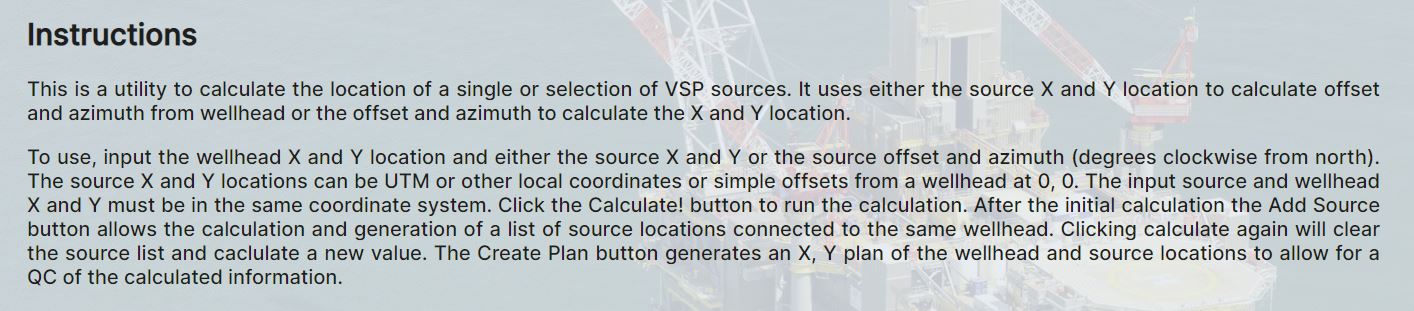 Instructions
This is a utility to calculate the location of a single or selection of VSP sources. It uses either the source X and Y location to calculate offset
and azimuth from wellhead or the offset and azimuth to calculate the X and Y location.
To use, input the wellhead X and Y location and either the source X and Y or the source offset and azimuth (degrees clockwise from north).
The source X and Y locations can be UTM or other local coordinates or simple offsets from a wellhead at 0, 0. The input source and wellhead
X and Y must be in the same coordinate system. Click the Calculate! button to run the calculation. After the initial calculation the Add Source
button allows the calculation and generation of a list of source locations connected to the same wellhead. Clicking calculate again will clear
the source list and caclulate a new value. The Create Plan button generates an X, Y plan of the wellhead and source locations to allow for a
QC of the calculated information.